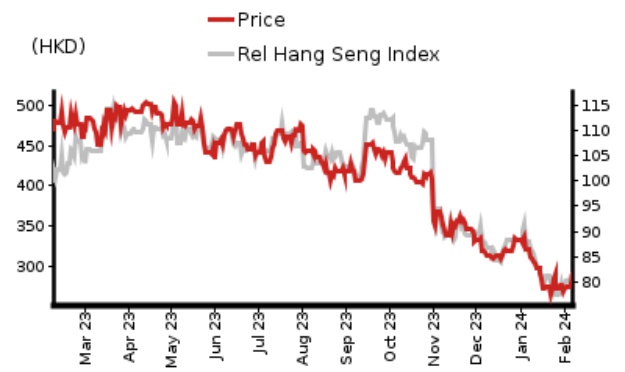 Price
(HKD)
Rel Hang Seng Index
500 115
450 110
400 105
350 100
300 95
90
85
80
Mar 23 Apr 23 May 23 Jun 23 Jul 23 Aug 23 Sep 23 Oct 23 Nov 23 Dec 23 Jan 24 Feb 24